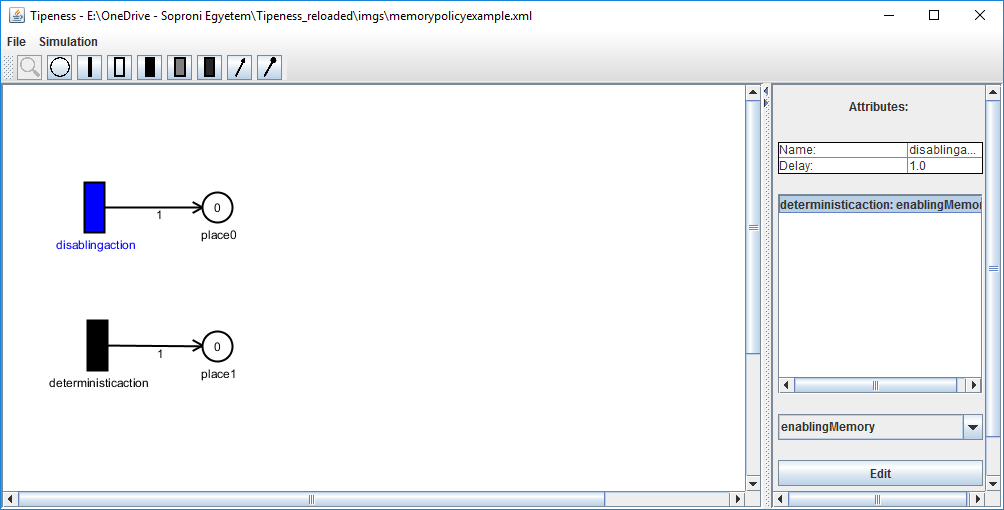 Tipeness - E:\OneDrive - Soproni Egyetem\Tipeness_reloaded\imgs\memorypolicyexample.xml
File Simulation
Attributes:
Name: disablinga...
Delay: 1.0
deterministicaction: enablingMemor
1
0
disablingaction
place0
1
0
deterministicaction
place1
enablingMemory
Edit